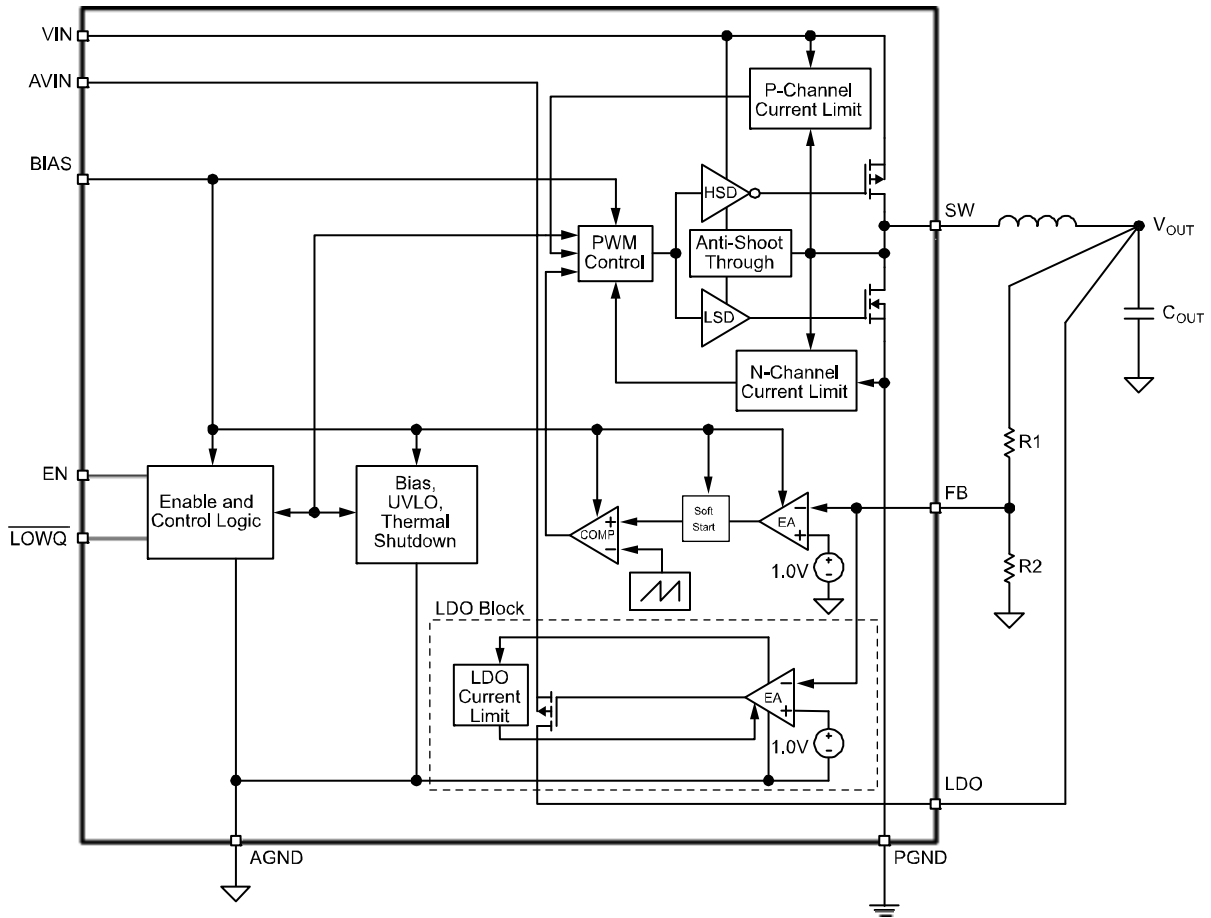 VIN
AVIN
P-Channel
Current Limit
BIAS
HSD
SW
VOUT
PWM
Control
Anti-Shoot
Through
LSD
COUT
N-Channel
Current Limit
R1
EN
Enable and
Control Logic
LOWQ
Bias,
UVLO,
Thermal
Shutdown
+
COMP
−
Soft
Start
−
EA
+
FB
1.0V
+
−
R2
LDO Block
LDO
Current
Limit
−
EA
+
1.0V
+
−
LDO
AGND
PGND